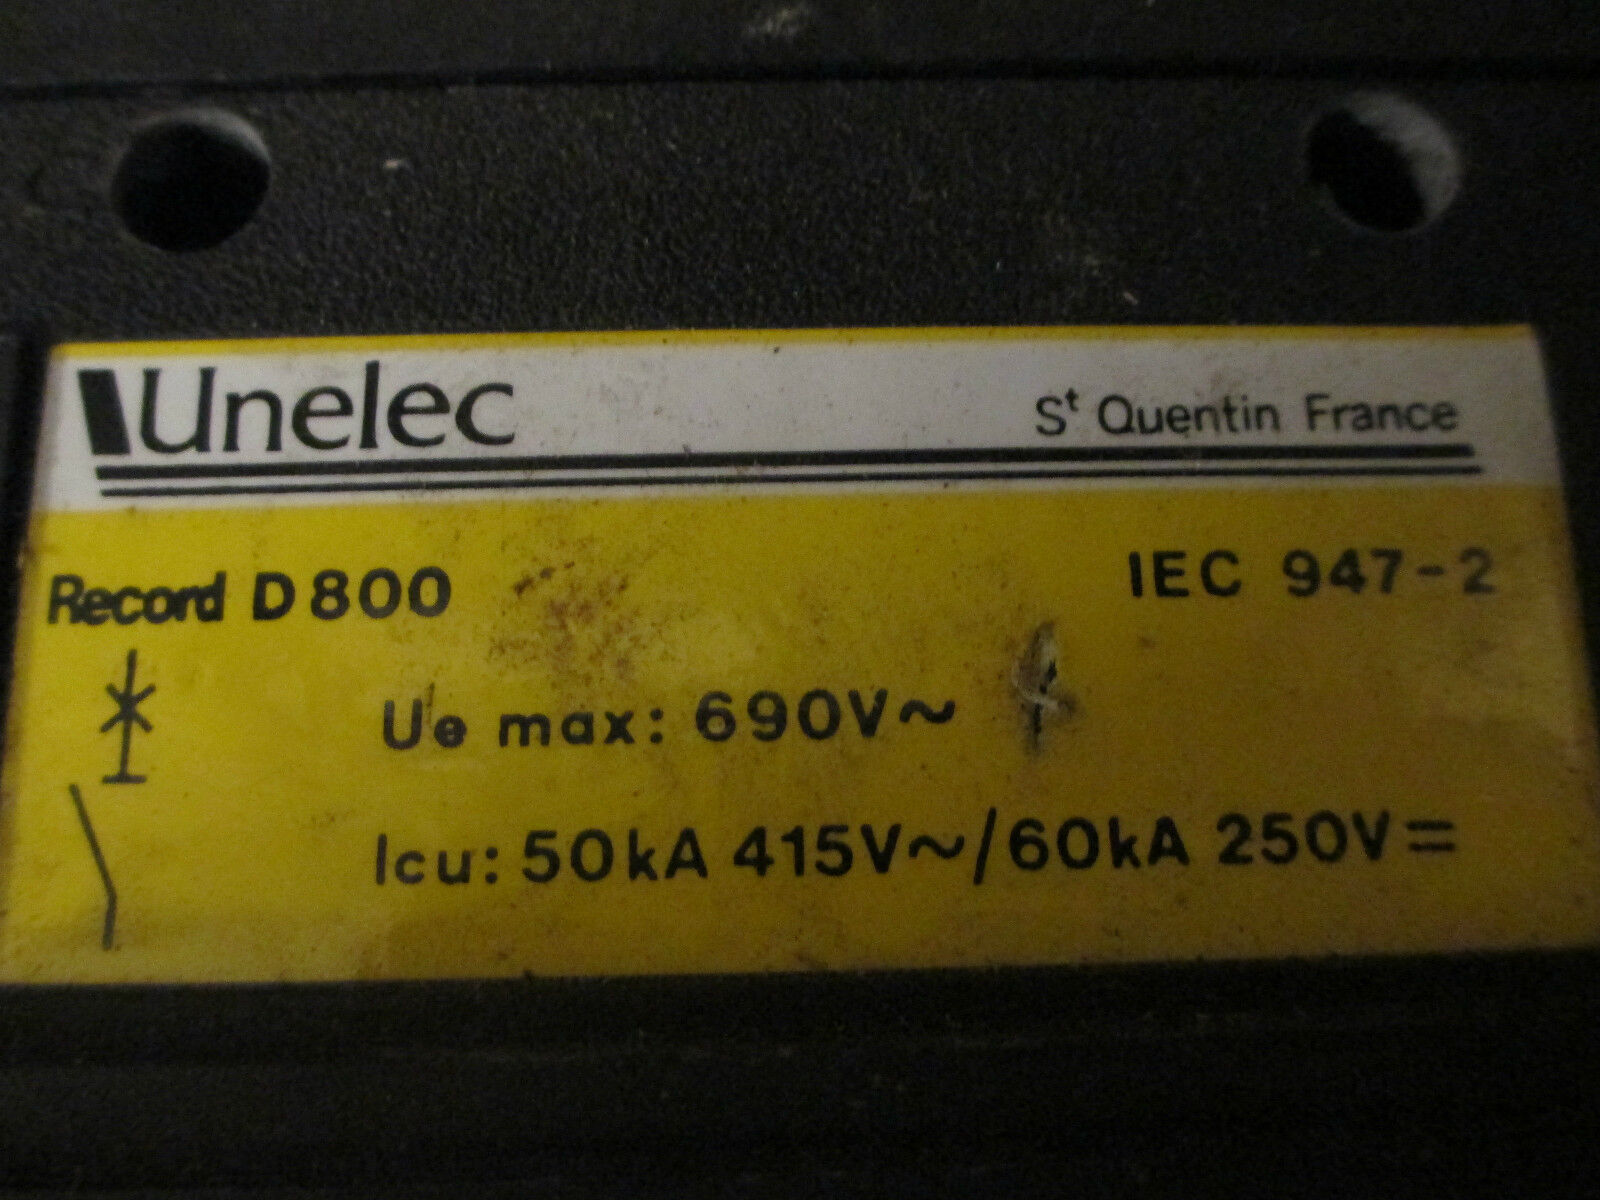 Unelec
St Quentin France
Record D800
IEC 947-2
Ue max: 690V~
Icu: 50kA 415V~/60kA 250V=